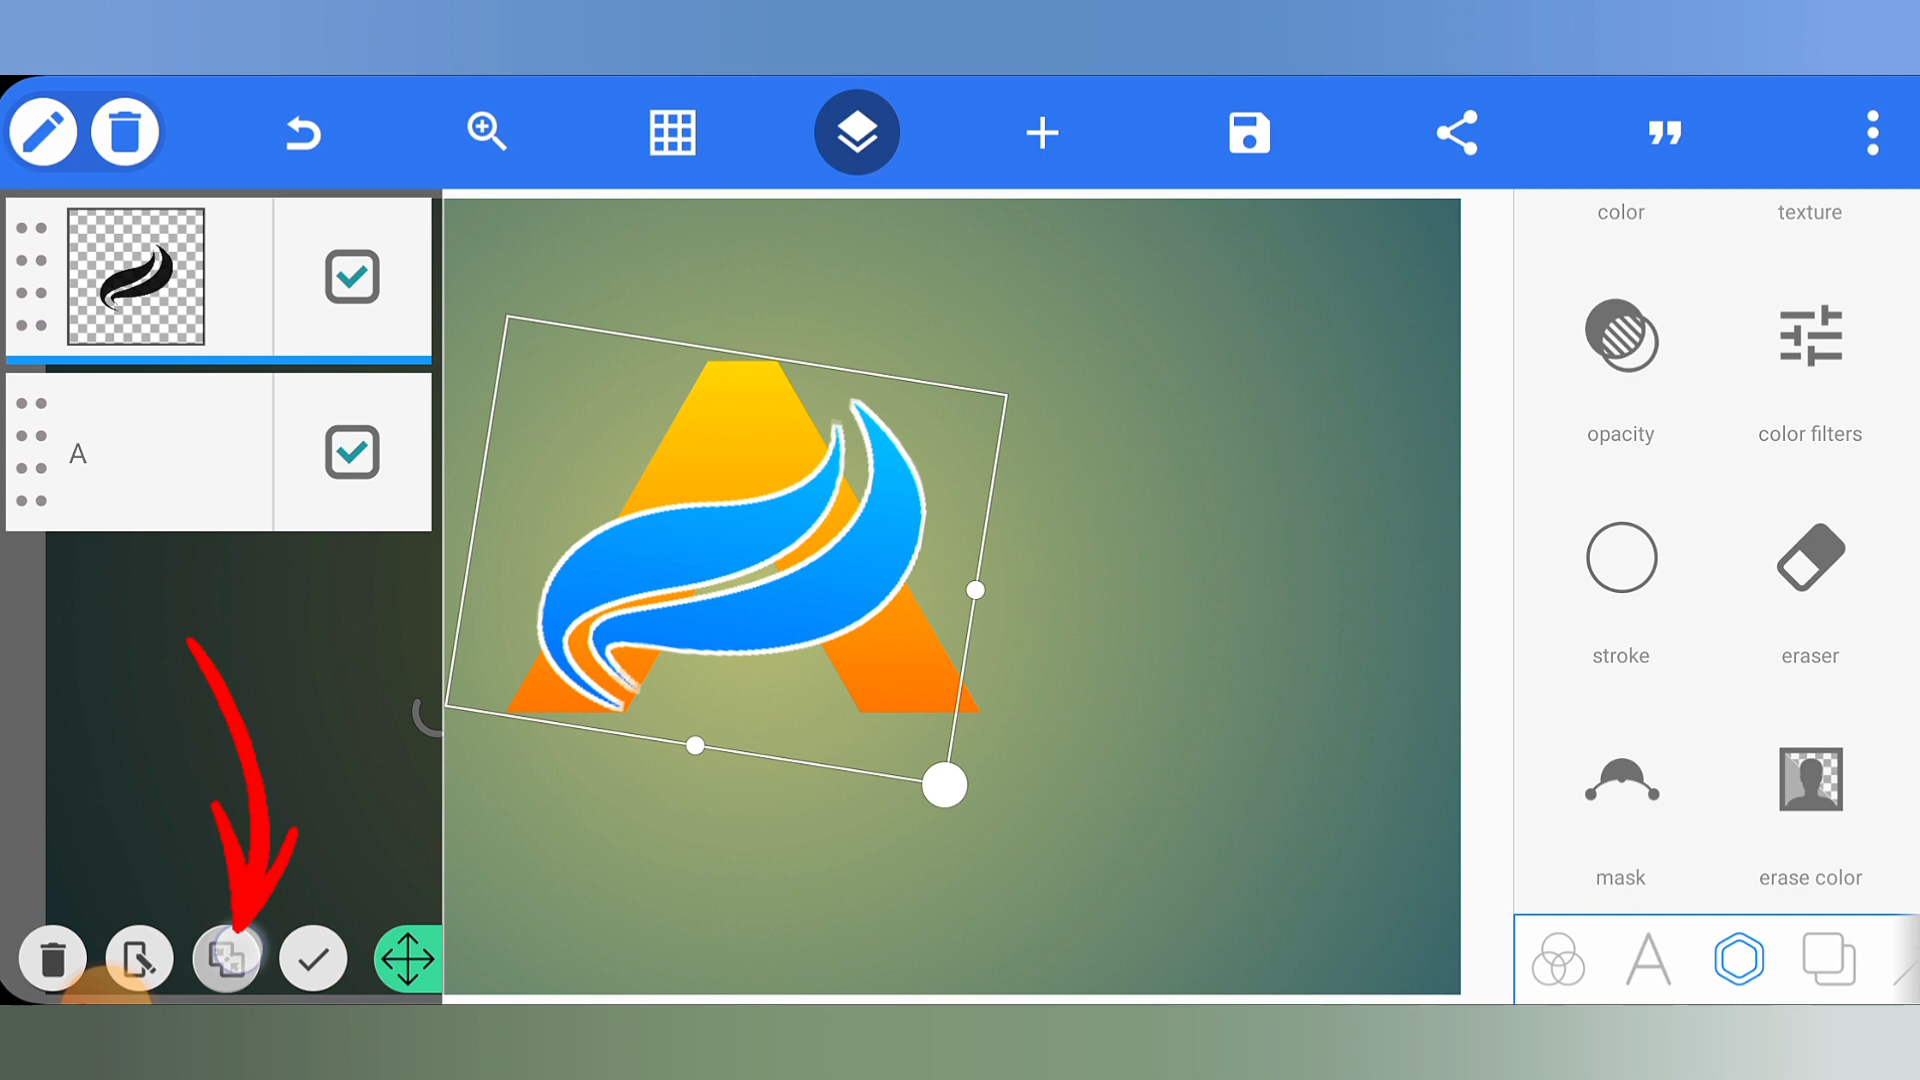 color
texture
A
opacity
color filters
stroke
eraser
mask
erase color